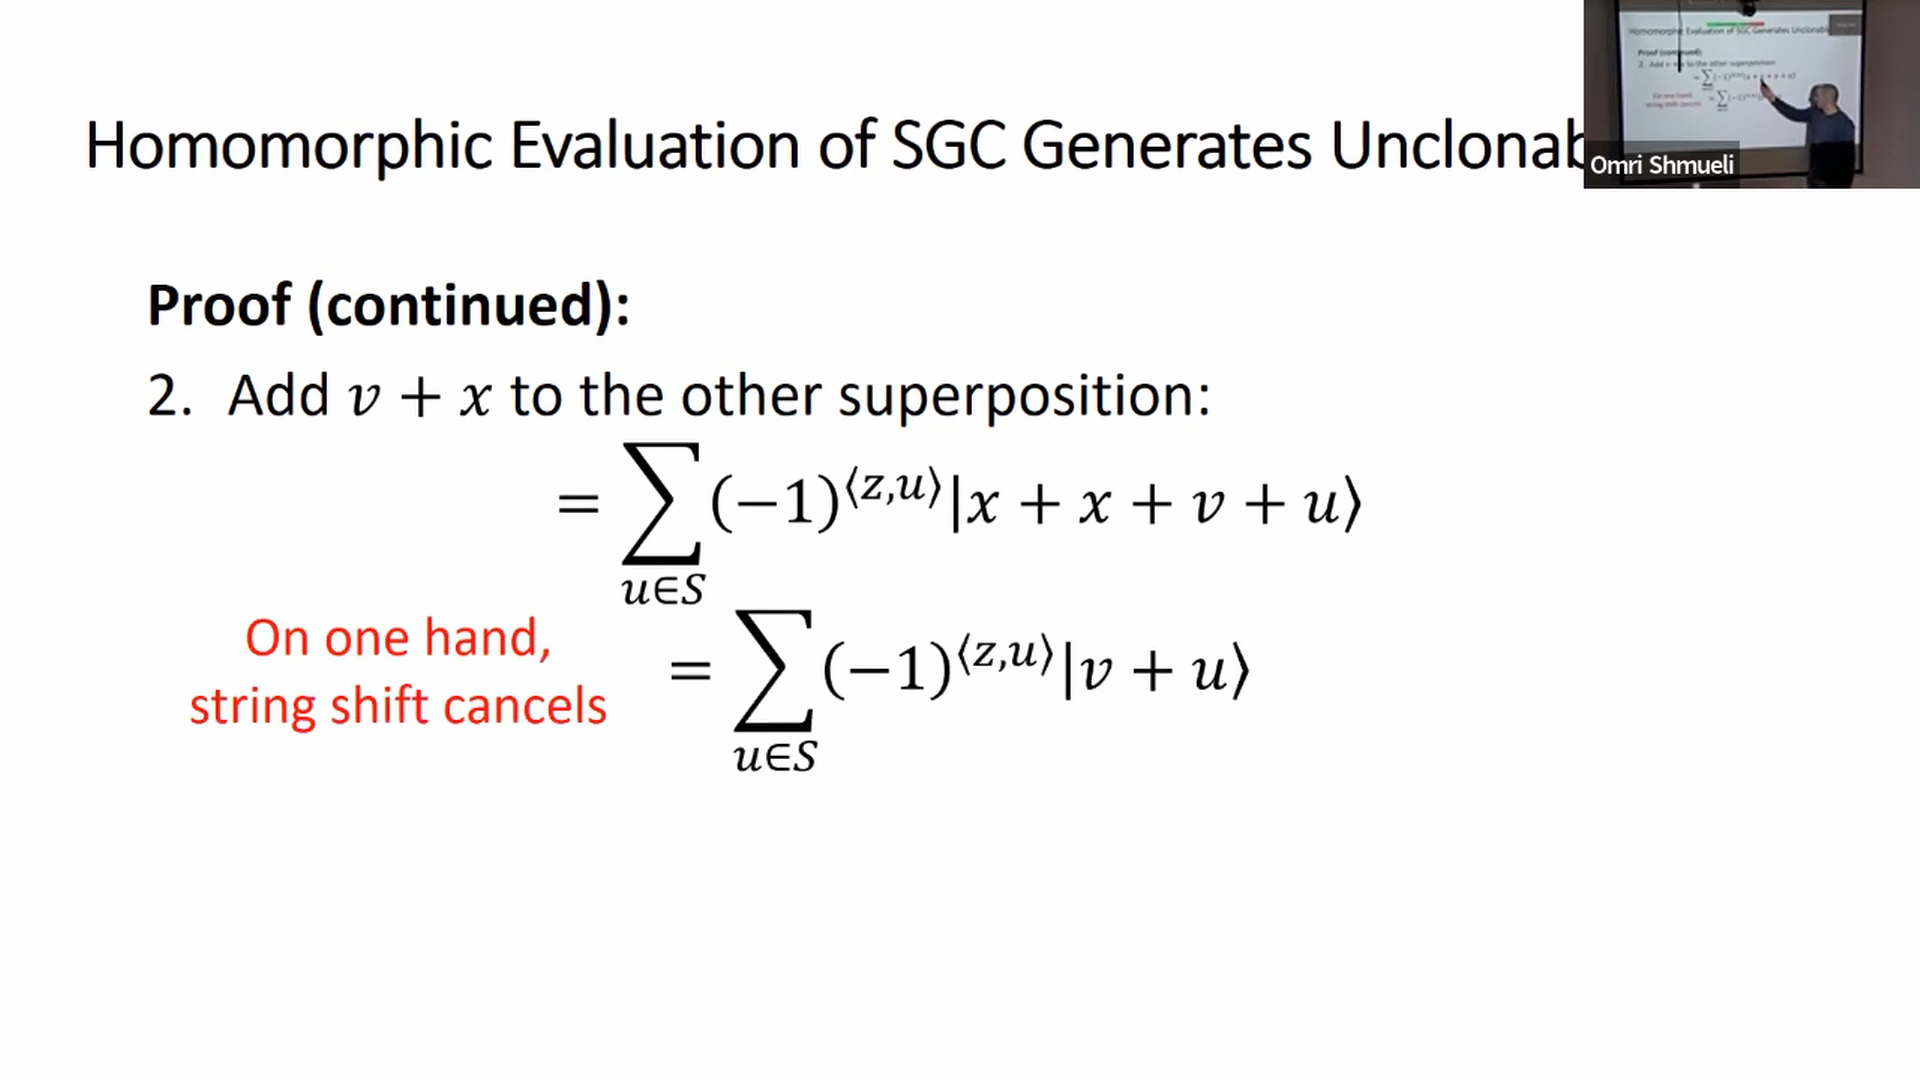 Homomorphic Evaluation of SGC Generates Unclonab
Omri Shmueli
Proof (continued):
2. Add v + x to the other superposition:
= ∑_{u∈S} (−1)^{⟨z,u⟩}|x + x + v + u⟩
On one hand,
string shift cancels
= ∑_{u∈S} (−1)^{⟨z,u⟩}|v + u⟩